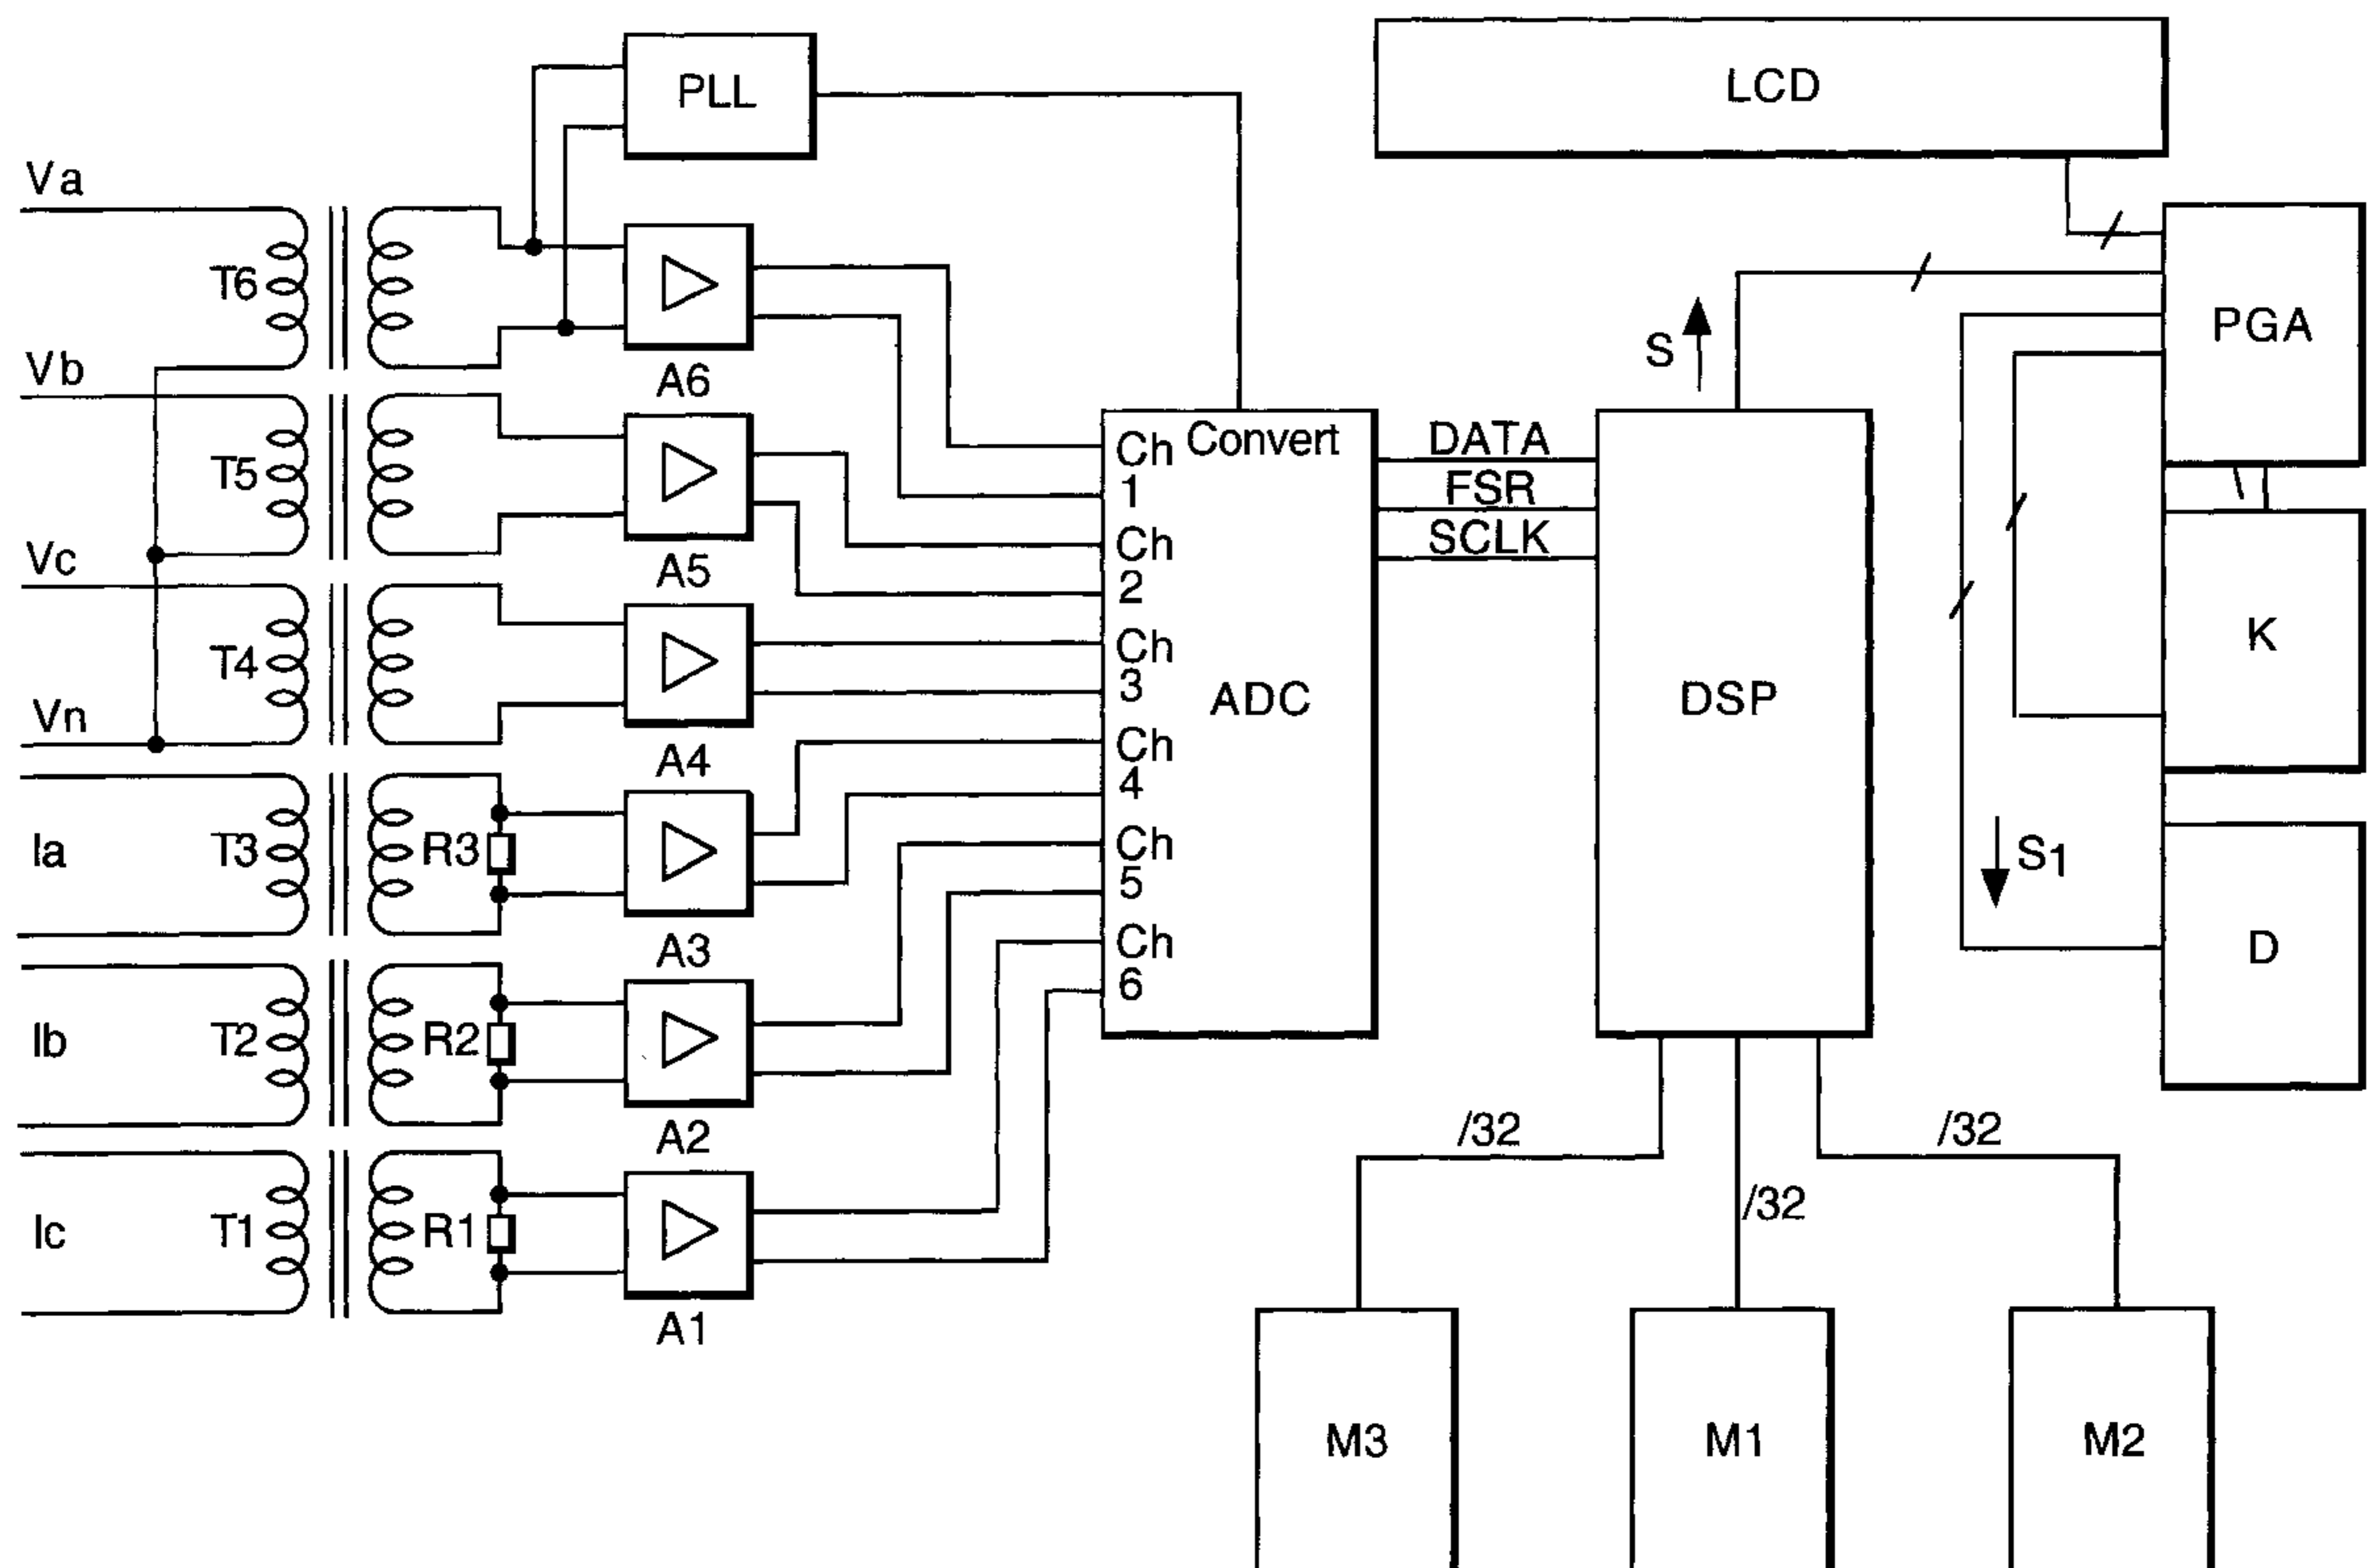 PLL
LCD
Va
T6
A6
Vb
T5
A5
Vc
T4
A4
Vn
Ia
T3
R3
A3
Ib
T2
R2
A2
Ic
T1
R1
A1
Convert
Ch
1
Ch
2
Ch
3
Ch
4
Ch
5
Ch
6
ADC
DATA
FSR
SCLK
DSP
S
PGA
K
S1
D
/32
/32
/32
M3
M1
M2